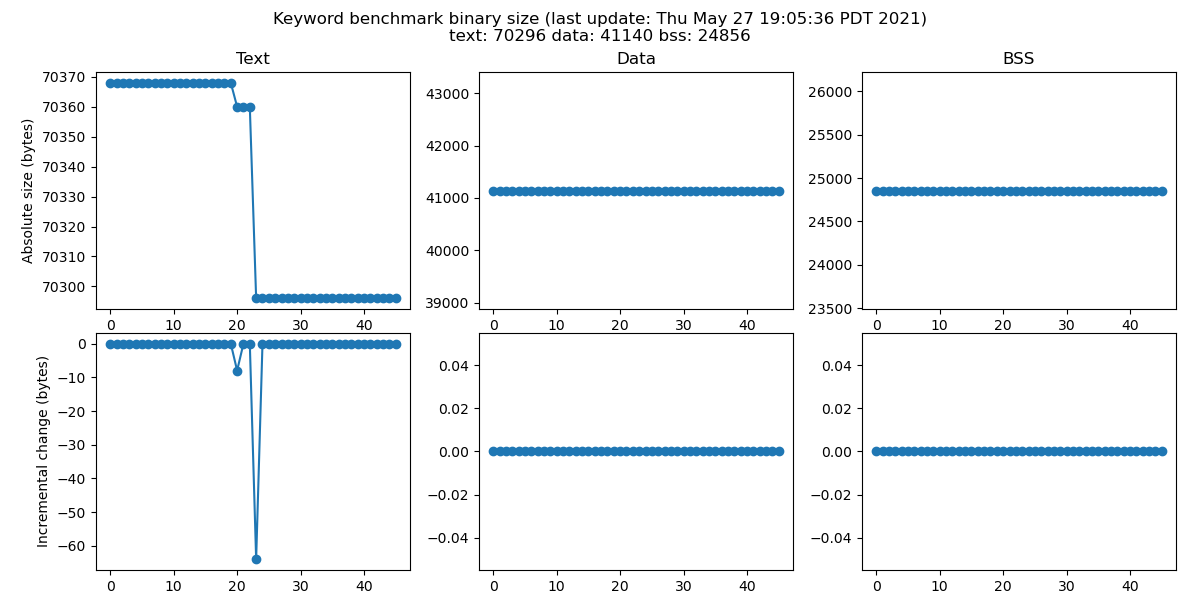 Keyword benchmark binary size (last update: Thu May 27 19:05:36 PDT 2021)
text: 70296 data: 41140 bss: 24856
Text
Absolute size (bytes)
70370
70360
70350
70340
70330
70320
70310
70300
0 10 20 30 40
Data
43000
42000
41000
40000
39000
0 10 20 30 40
BSS
26000
25500
25000
24500
24000
23500
0 10 20 30 40
Incremental change (bytes)
0
−10
−20
−30
−40
−50
−60
0 10 20 30 40
0.04
0.02
0.00
−0.02
−0.04
0 10 20 30 40
0.04
0.02
0.00
−0.02
−0.04
0 10 20 30 40